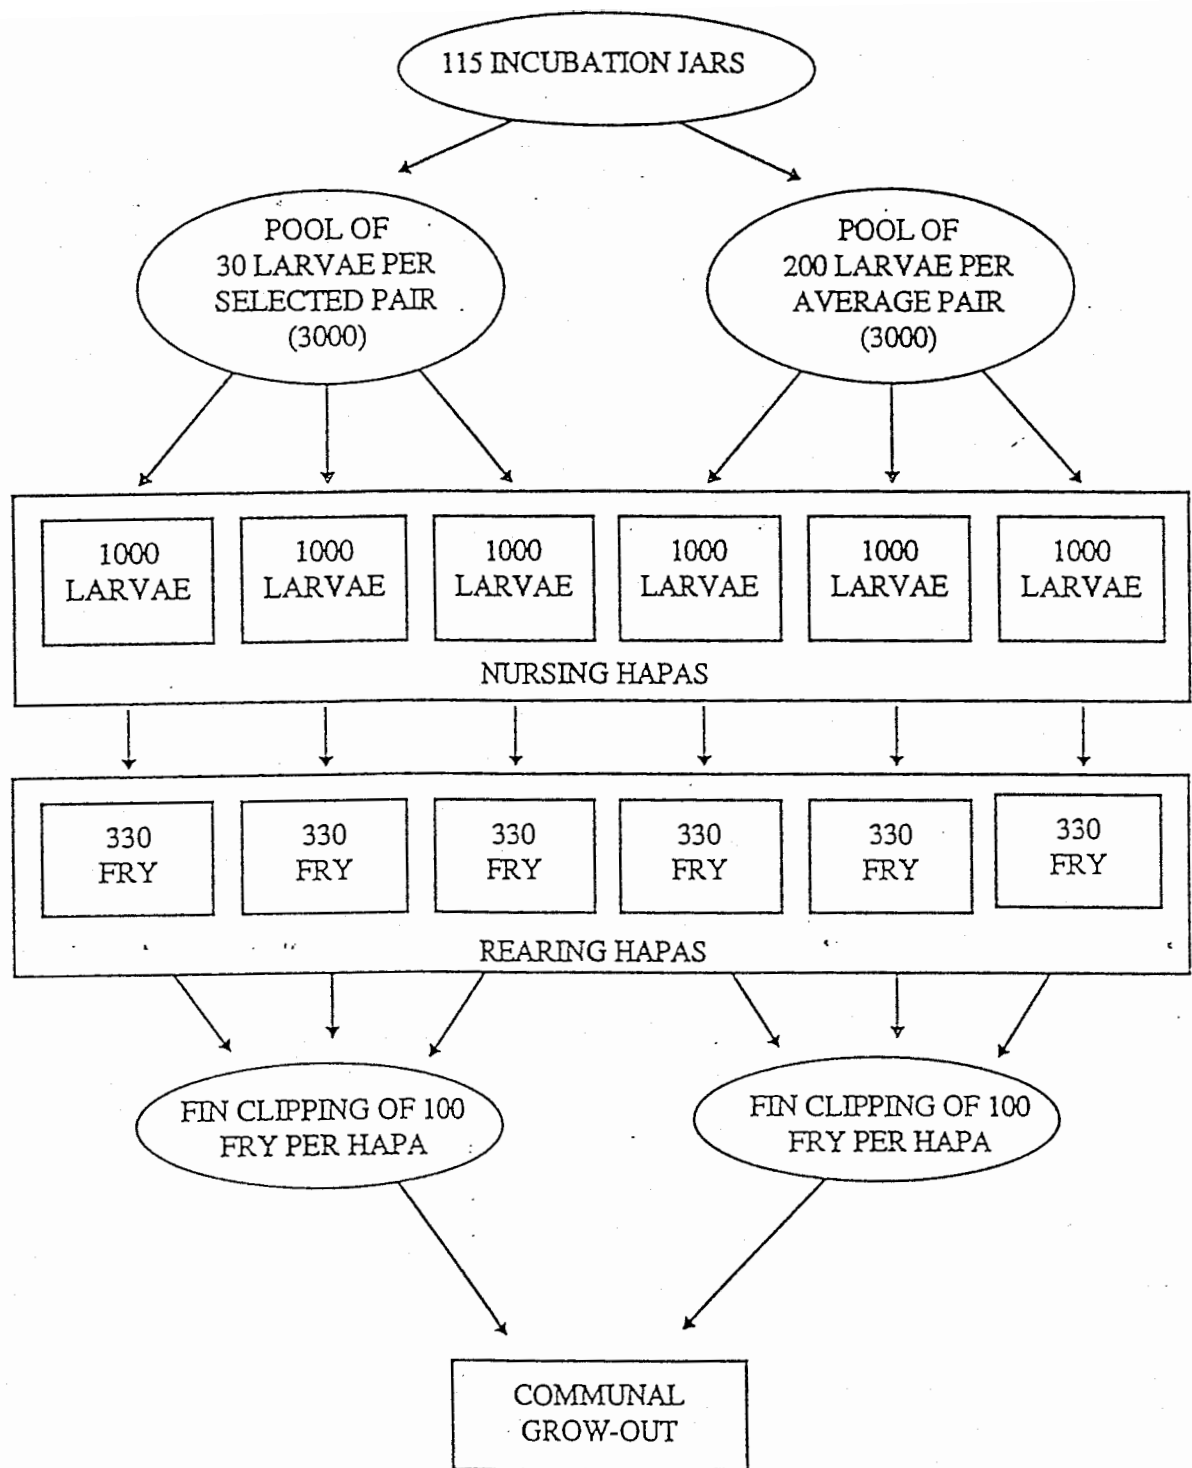 115 INCUBATION JARS
POOL OF
30 LARVAE PER
SELECTED PAIR
(3000)
POOL OF
200 LARVAE PER
AVERAGE PAIR
(3000)
1000
LARVAE
1000
LARVAE
1000
LARVAE
1000
LARVAE
1000
LARVAE
1000
LARVAE
NURSING HAPAS
330
FRY
330
FRY
330
FRY
330
FRY
330
FRY
330
FRY
REARING HAPAS
FIN CLIPPING OF 100
FRY PER HAPA
FIN CLIPPING OF 100
FRY PER HAPA
COMMUNAL
GROW-OUT